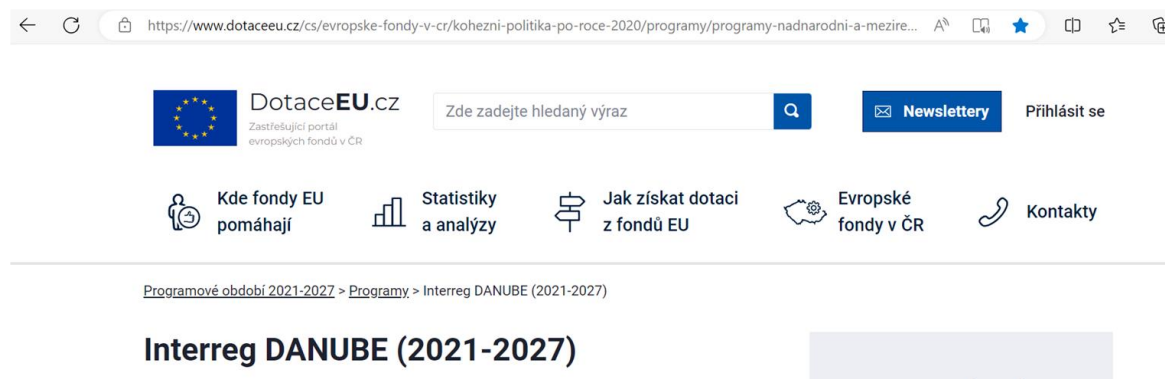 https://www.dotaceeu.cz/cs/evropske-fondy-v-cr/kohezni-politika-po-roce-2020/programy/programy-nadnarodni-a-mezire...
DotaceEU.cz
Zastřešující portál
evropských fondů v ČR
Zde zadejte hledaný výraz
Newslettery
Přihlásit se
Kde fondy EU
pomáhají
Statistiky
a analýzy
Jak získat dotaci
z fondů EU
Evropské
fondy v ČR
Kontakty
Programové období 2021-2027 > Programy > Interreg DANUBE (2021-2027)
Interreg DANUBE (2021-2027)